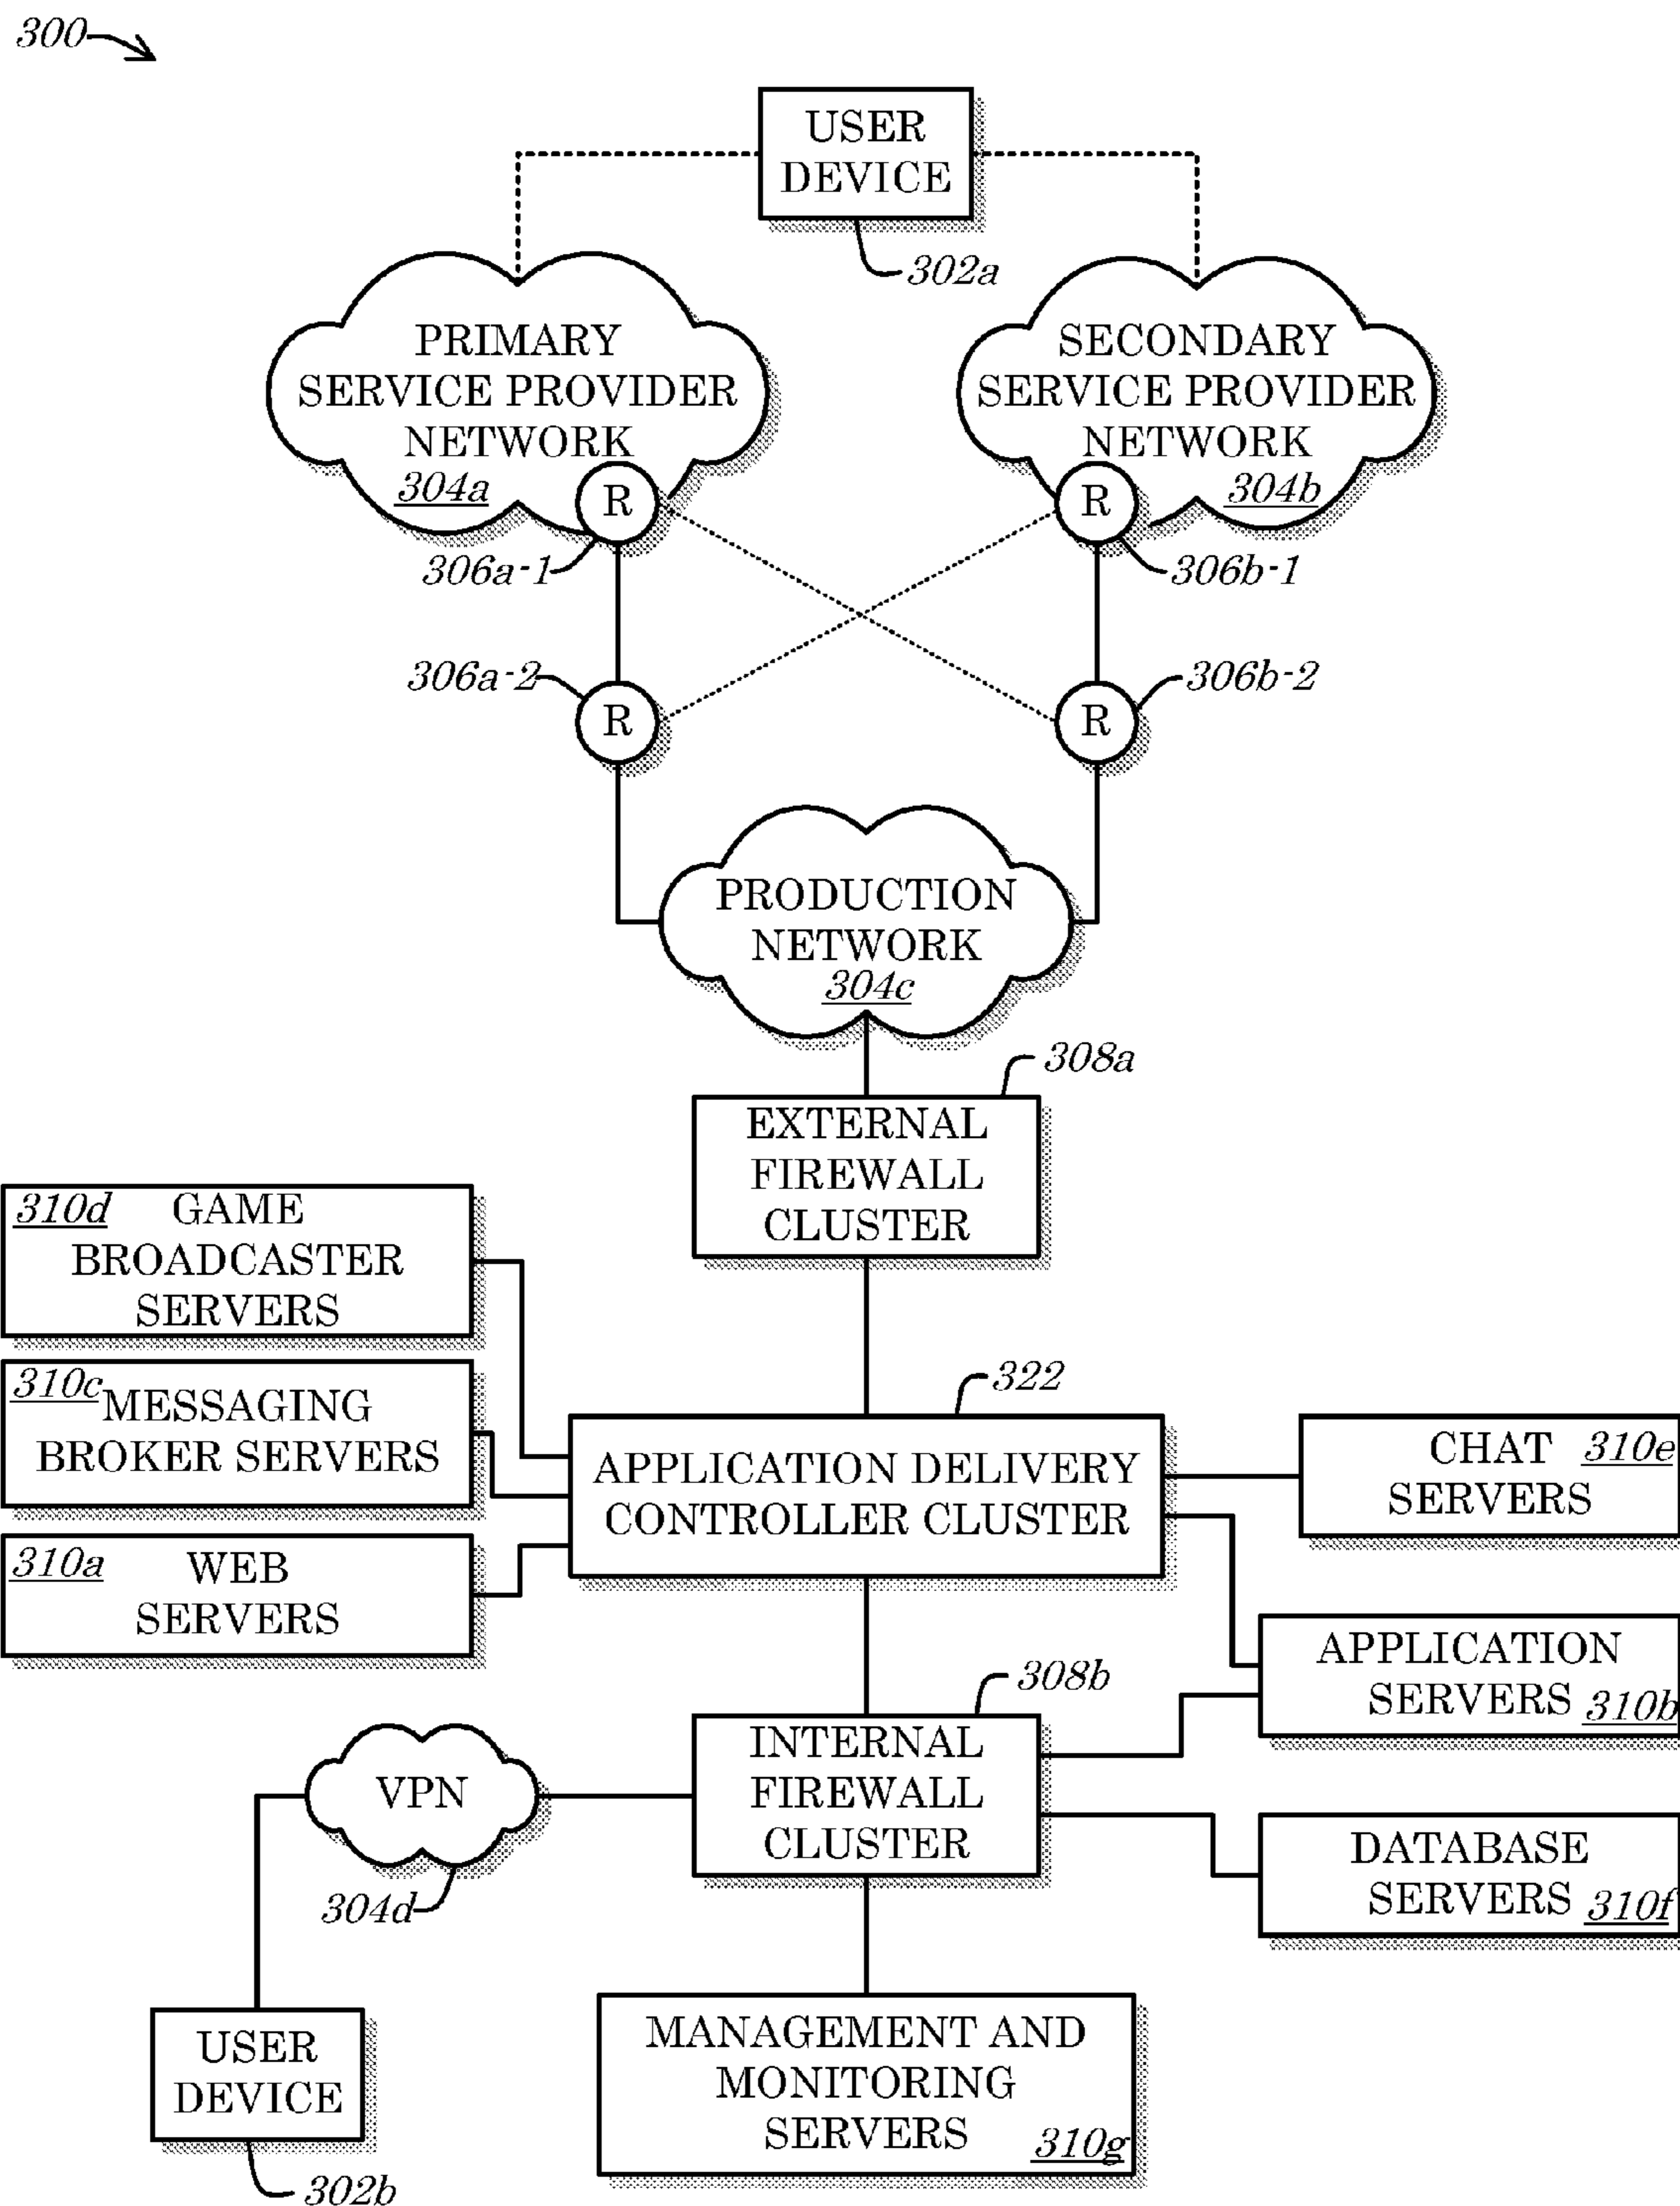 300
USER
DEVICE
302a
PRIMARY
SERVICE PROVIDER
NETWORK
304a
R
306a-1
SECONDARY
SERVICE PROVIDER
NETWORK
304b
R
306b-1
306a-2
R
R
306b-2
PRODUCTION
NETWORK
304c
308a
EXTERNAL
FIREWALL
CLUSTER
310d GAME
BROADCASTER
SERVERS
310c MESSAGING
BROKER SERVERS
310a WEB
SERVERS
322
APPLICATION DELIVERY
CONTROLLER CLUSTER
CHAT 310e
SERVERS
APPLICATION
SERVERS 310b
308b
INTERNAL
FIREWALL
CLUSTER
VPN
304d
DATABASE
SERVERS 310f
USER
DEVICE
302b
MANAGEMENT AND
MONITORING
SERVERS 310g